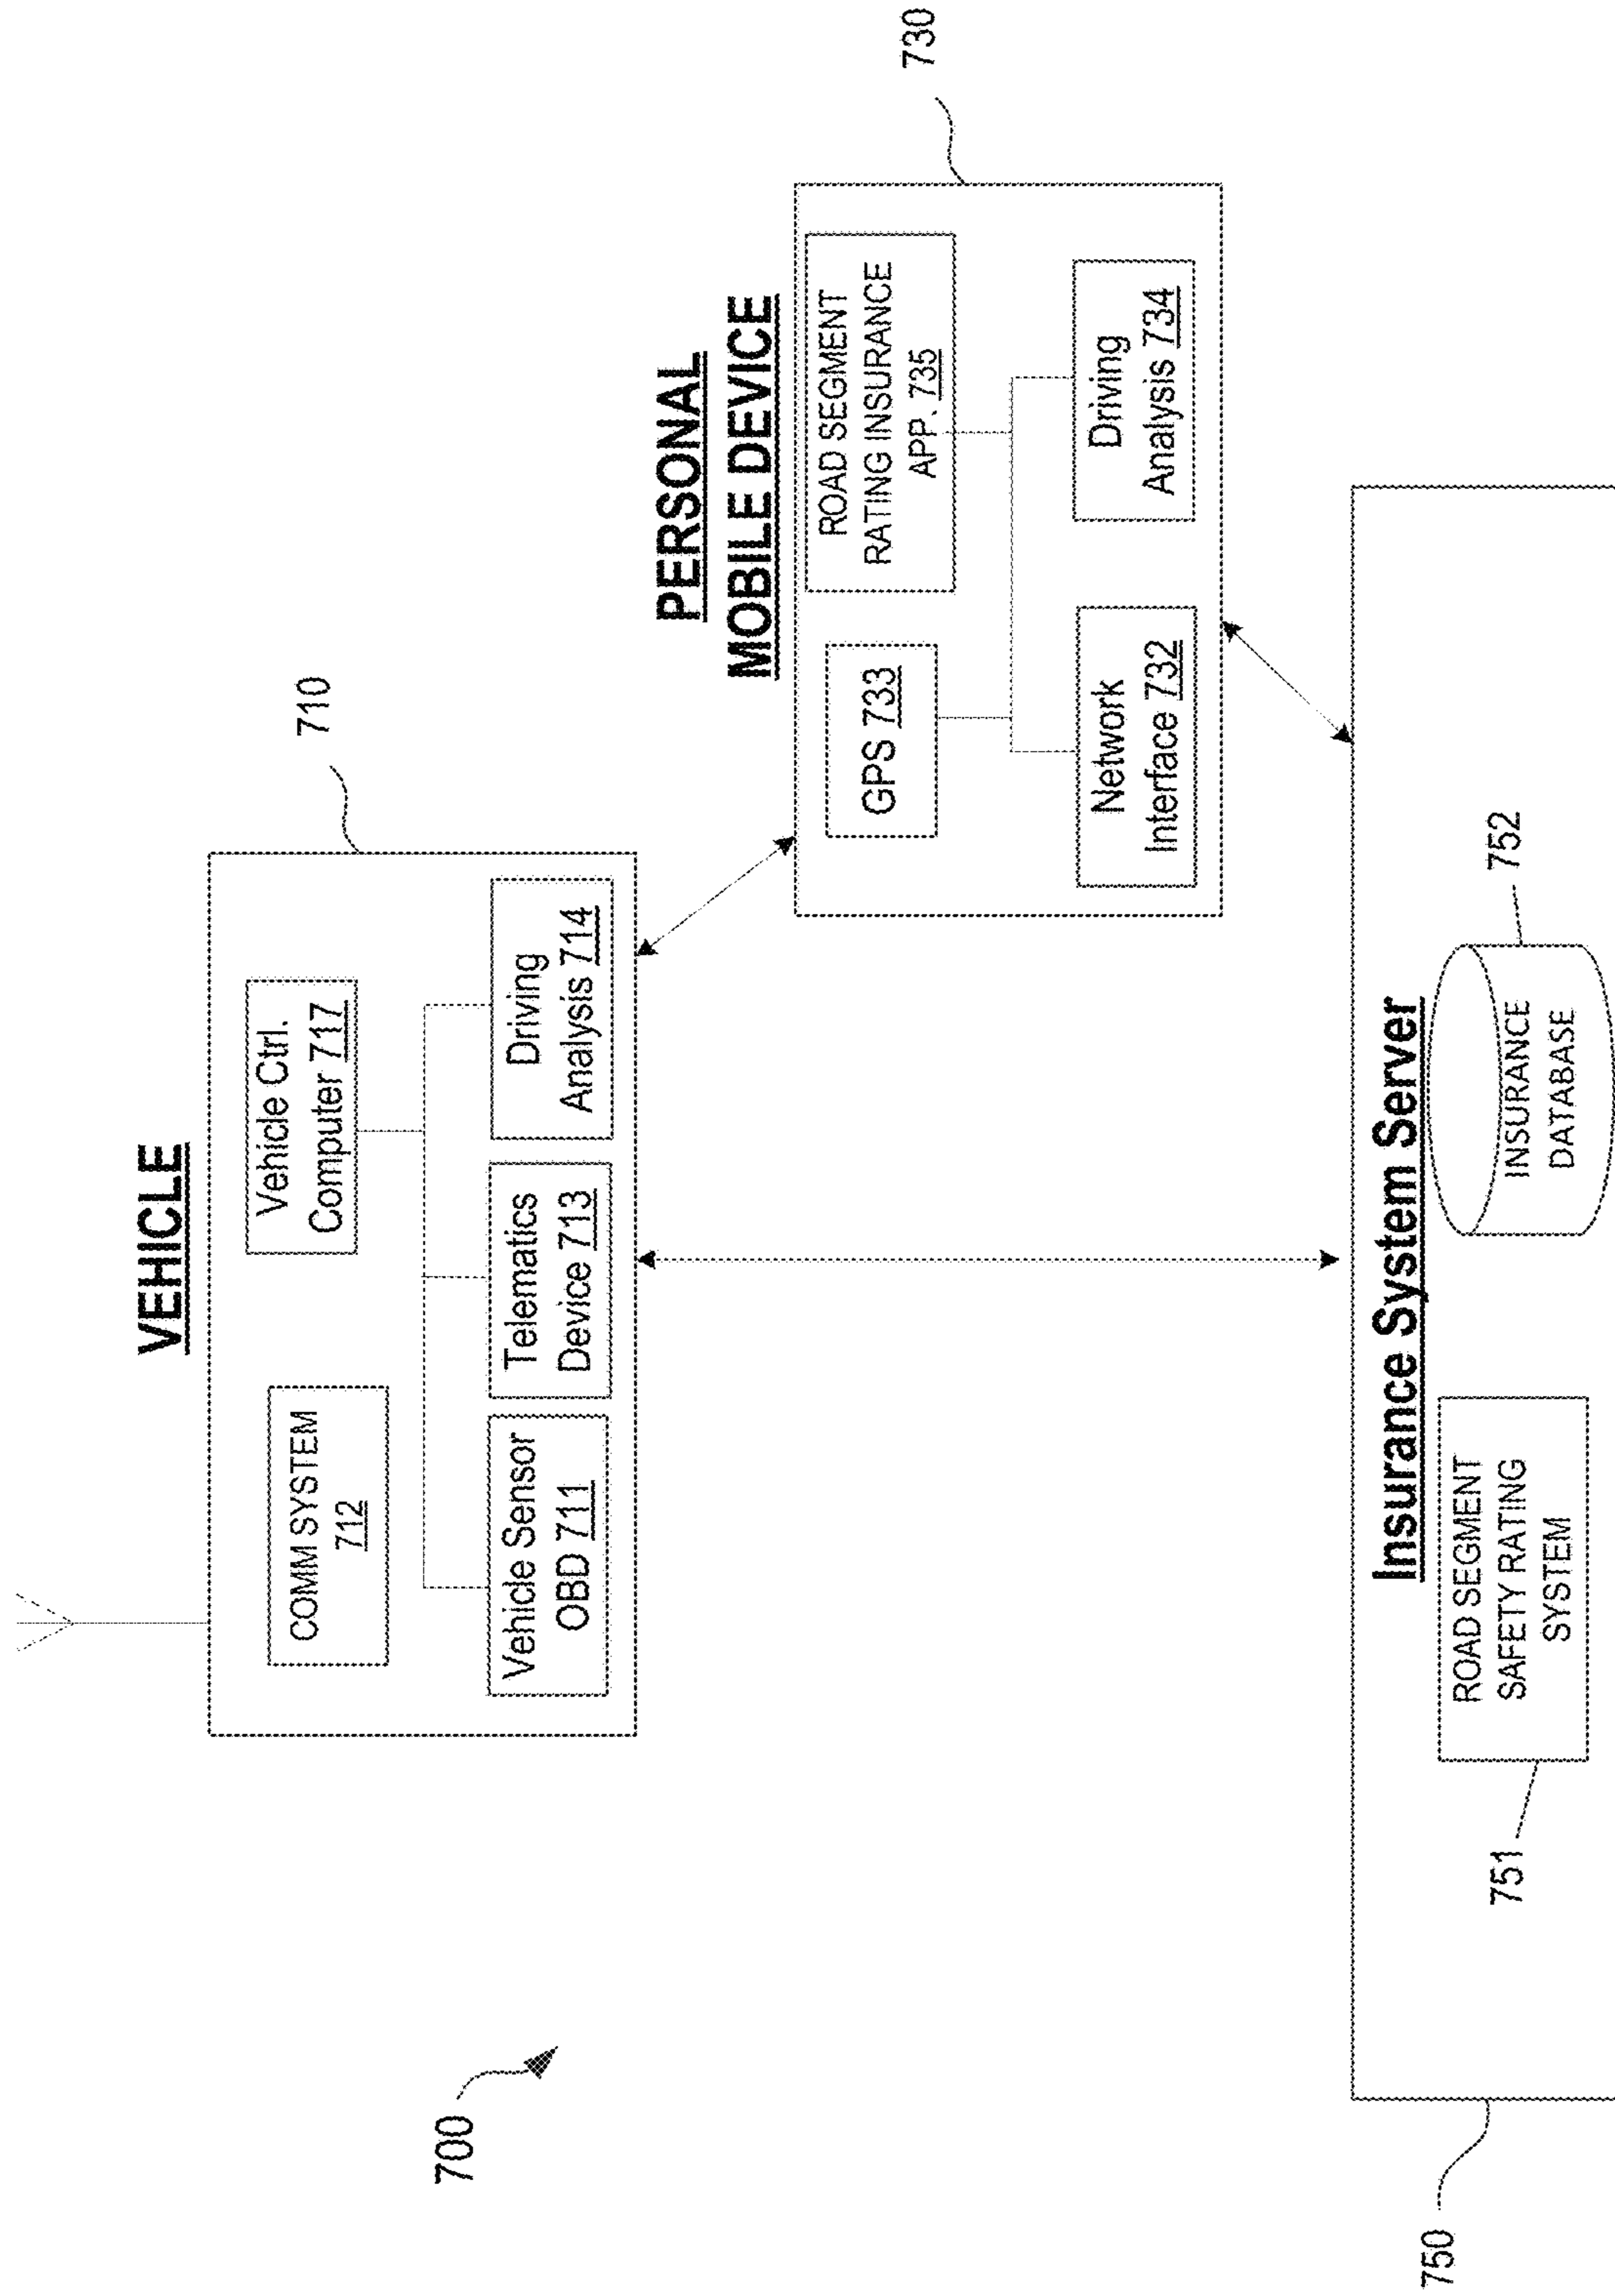 700
VEHICLE
710
COMM SYSTEM
712
Vehicle Ctrl.
Computer 717
Vehicle Sensor
OBD 711
Telematics
Device 713
Driving
Analysis 714
PERSONAL
MOBILE DEVICE
730
GPS 733
ROAD SEGMENT
RATING INSURANCE
APP. 735
Network
Interface 732
Driving
Analysis 734
750
Insurance System Server
751
ROAD SEGMENT
SAFETY RATING
SYSTEM
INSURANCE
DATABASE
752